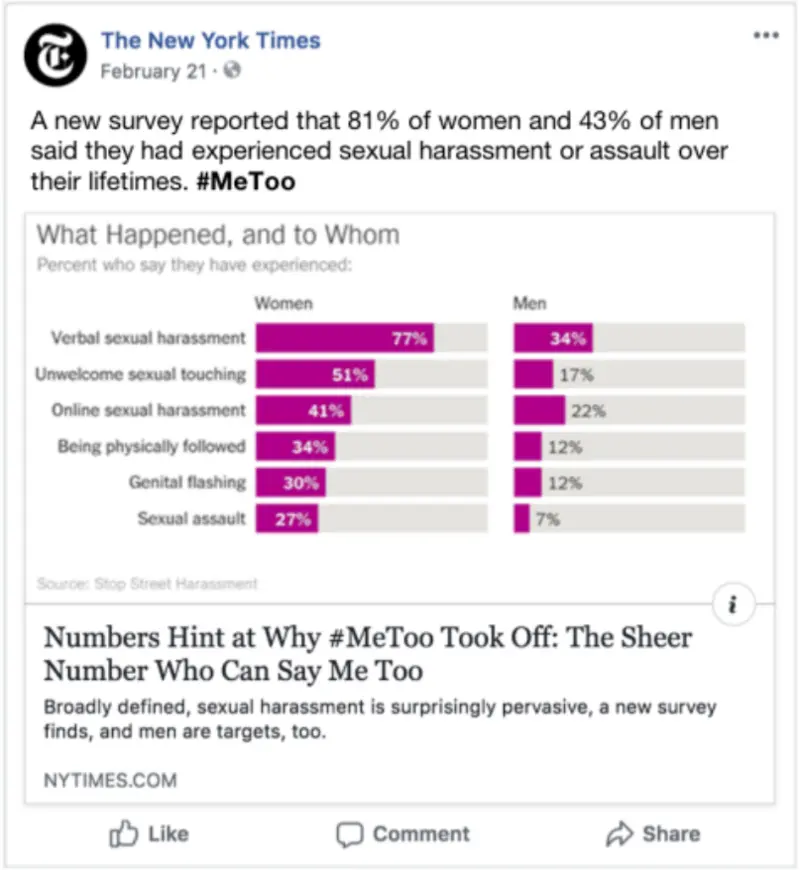 The New York Times
February 21 ·
A new survey reported that 81% of women and 43% of men
said they had experienced sexual harassment or assault over
their lifetimes. #MeToo
What Happened, and to Whom
Percent who say they have experienced:
Women Men
Verbal sexual harassment 77% 34%
Unwelcome sexual touching 51% 17%
Online sexual harassment 41% 22%
Being physically followed 34% 12%
Genital flashing 30% 12%
Sexual assault 27% 7%
Source: Stop Street Harassment
i
Numbers Hint at Why #MeToo Took Off: The Sheer
Number Who Can Say Me Too
Broadly defined, sexual harassment is surprisingly pervasive, a new survey
finds, and men are targets, too.
NYTIMES.COM
Like Comment Share